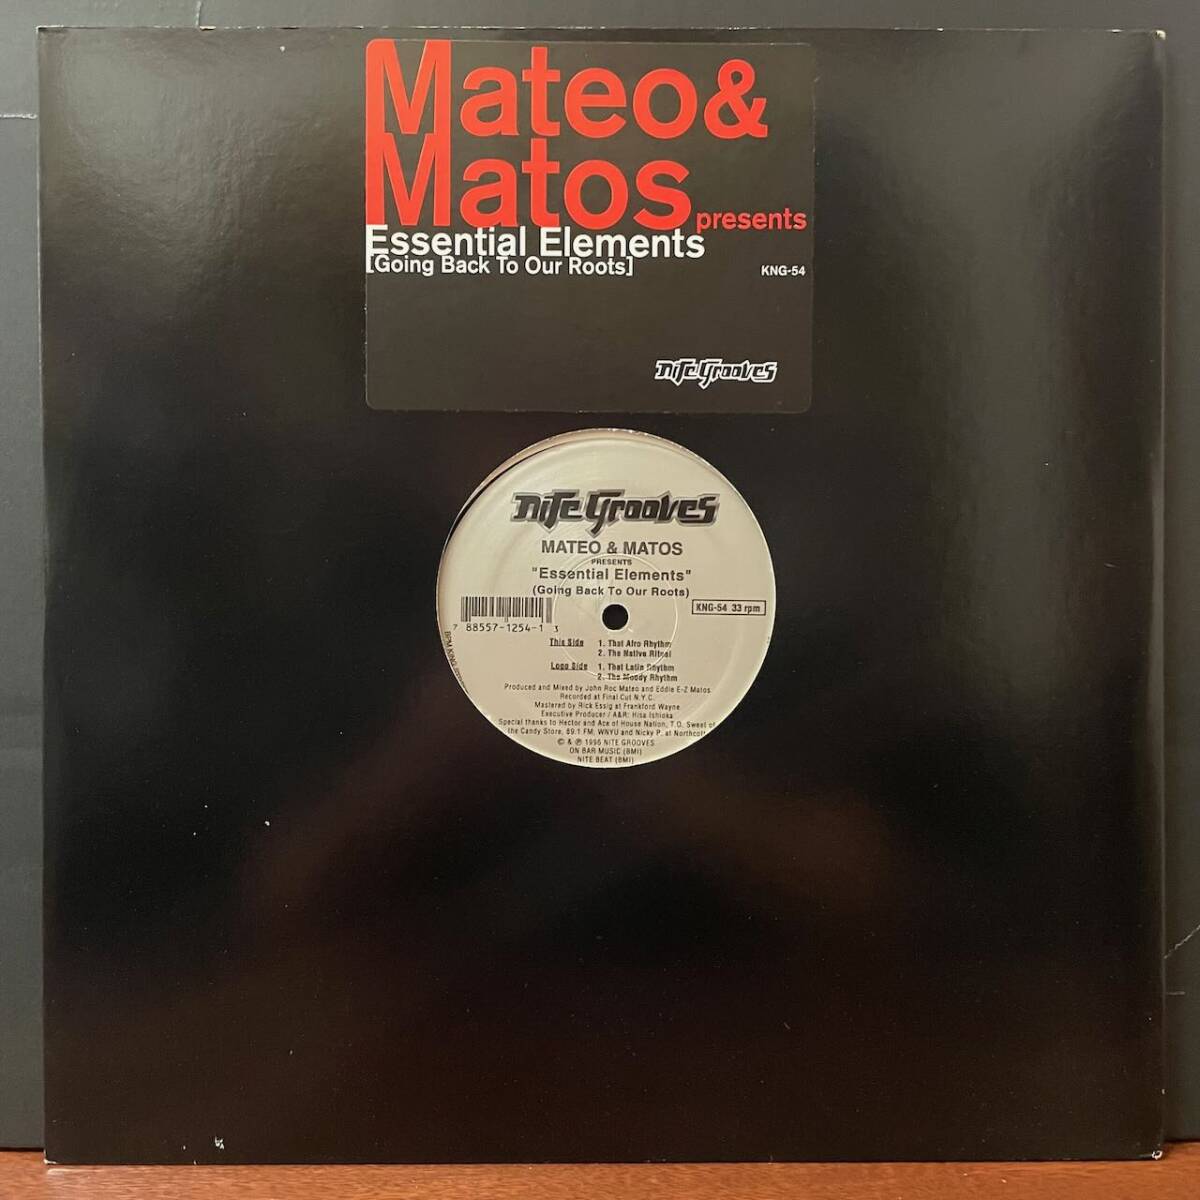 Mateo&
Matos presents
Essential Elements
[Going Back To Our Roots]
KNG-54
Nite Grooves
Nite Grooves
MATEO & MATOS
PRESENTS
"Essential Elements"
(Going Back To Our Roots)
KNG-54 33 rpm
7 88557-1254-1 3
This Side 1. That Afro Rhythm
2. The Native Ritual
Logo Side 1. That Latin Rhythm
2. The Moody Rhythm
Produced and Mixed by John Roc Mateo and Eddie E-Z Matos
Recorded at Final Cut N.Y.C.
Mastered by Rick Essig at Frankford Wayne
Executive Producer / A&R: Hisa Ishioka
Special thanks to Hector and Ace of House Nation, T.O. Sweet of
the Candy Store, 89.1 FM, WNYU and Nicky P. at Northcott
© & ℗ 1996 NITE GROOVES
ON BAR MUSIC (BMI)
NITE BEAT (BMI)
BPM KING